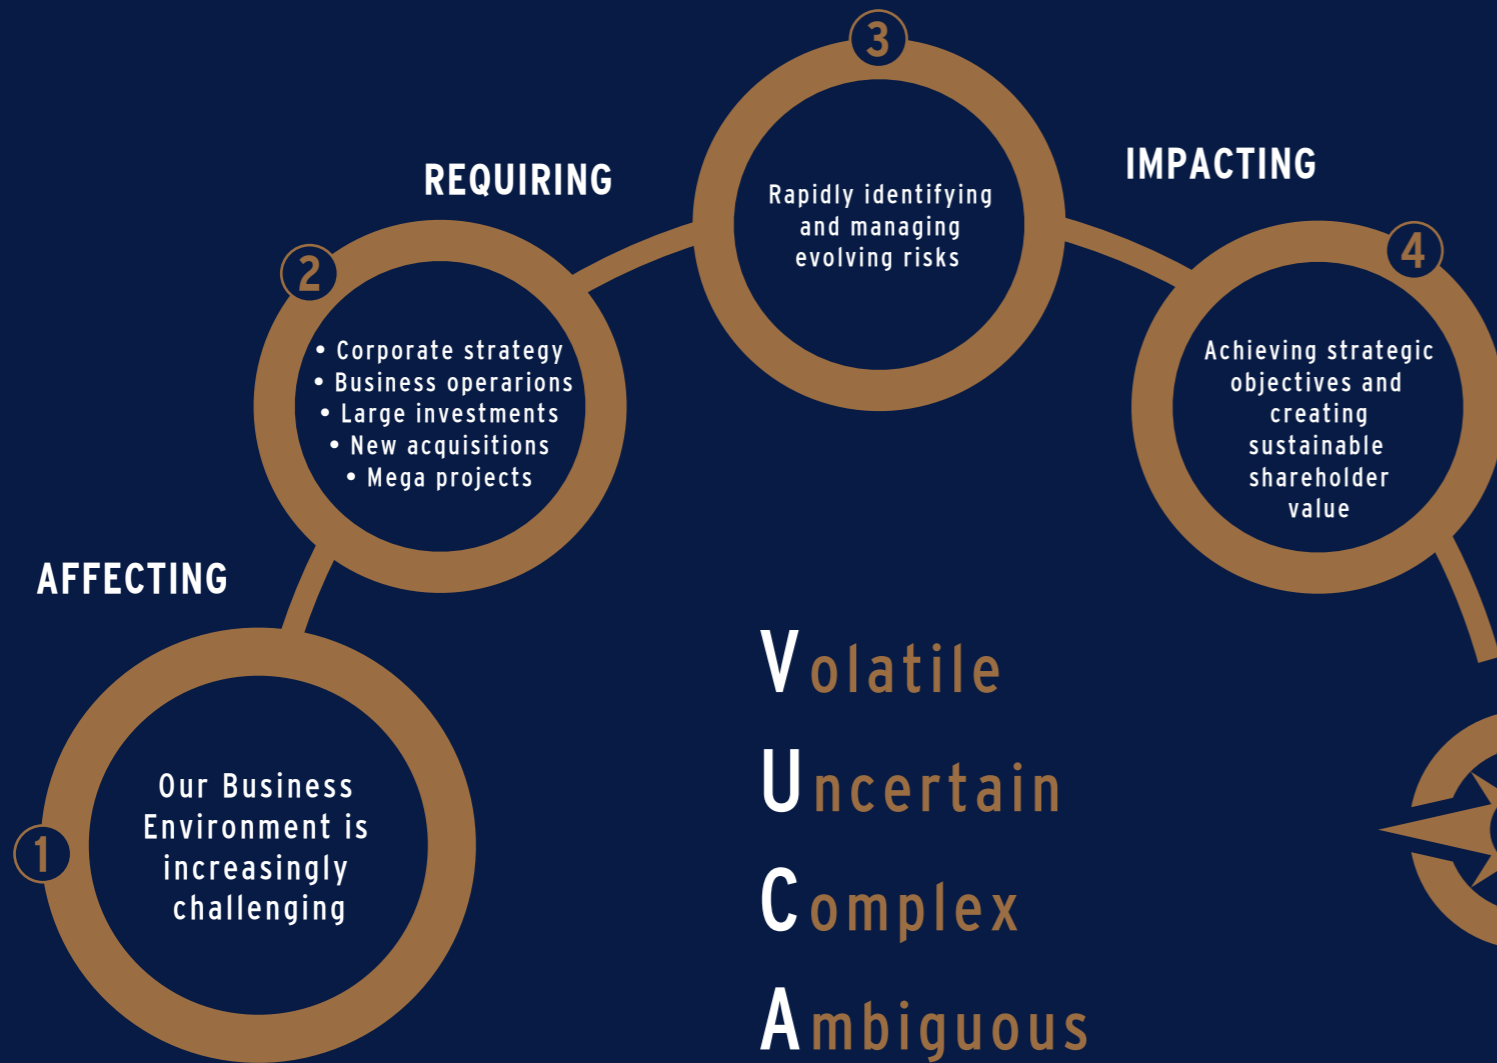 1
Our Business
Environment is
increasingly
challenging
AFFECTING
2
• Corporate strategy
• Business operarions
• Large investments
• New acquisitions
• Mega projects
REQUIRING
3
Rapidly identifying
and managing
evolving risks
IMPACTING
4
Achieving strategic
objectives and
creating
sustainable
shareholder
value
Volatile
Uncertain
Complex
Ambiguous